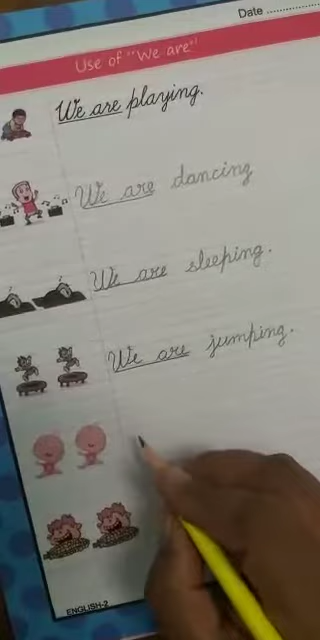 Date ..............
Use of "We are"
We are playing.
We are dancing
We are sleeping.
We are jumping.
ENGLISH-2